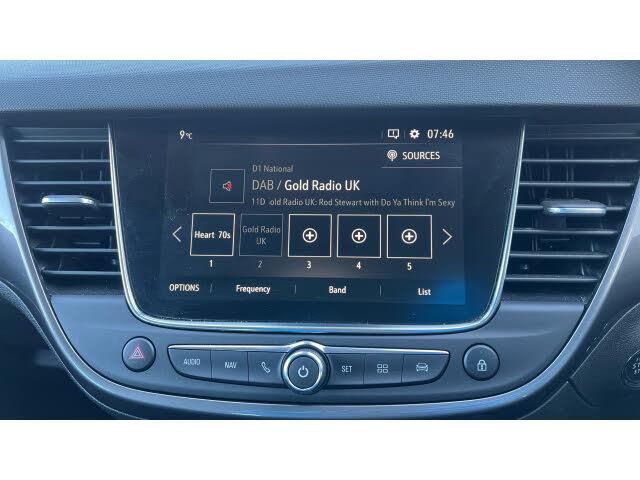 9°C 07:46
SOURCES
D1 National
DAB / Gold Radio UK
11D old Radio UK: Rod Stewart with Do Ya Think I'm Sexy
Heart 70s
Gold Radio
UK
1 2 3 4 5
OPTIONS Frequency Band List
AUDIO NAV SET